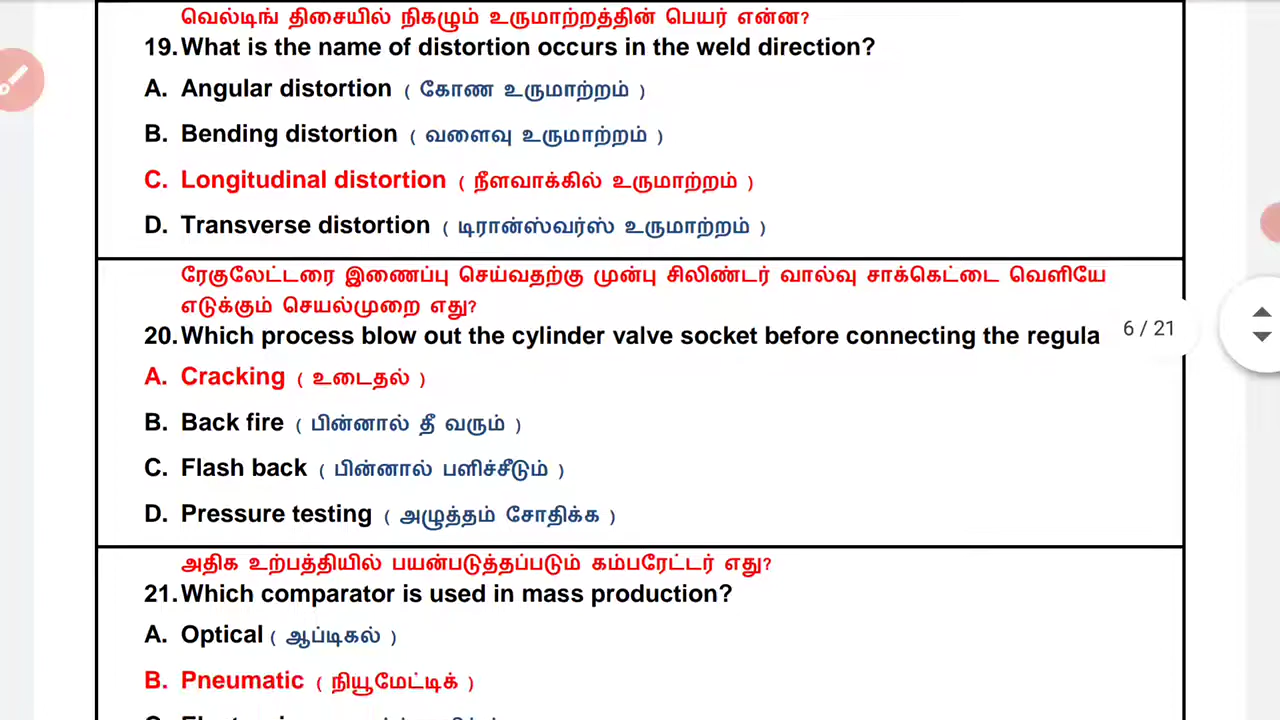 வெல்டிங் திசையில் நிகழும் உருமாற்றத்தின் பெயர் என்ன?
19. What is the name of distortion occurs in the weld direction?
A. Angular distortion ( கோண உருமாற்றம் )
B. Bending distortion ( வளைவு உருமாற்றம் )
C. Longitudinal distortion ( நீளவாக்கில் உருமாற்றம் )
D. Transverse distortion ( டிரான்ஸ்வர்ஸ் உருமாற்றம் )
ரேகுலேட்டரை இணைப்பு செய்வதற்கு முன்பு சிலிண்டர் வால்வு சாக்கெட்டை வெளியே
எடுக்கும் செயல்முறை எது?
20. Which process blow out the cylinder valve socket before connecting the regula
6 / 21
A. Cracking ( உடைதல் )
B. Back fire ( பின்னால் தீ வரும் )
C. Flash back ( பின்னால் பளிச்சீடும் )
D. Pressure testing ( அழுத்தம் சோதிக்க )
அதிக உற்பத்தியில் பயன்படுத்தப்படும் கம்பரேட்டர் எது?
21. Which comparator is used in mass production?
A. Optical ( ஆப்டிகல் )
B. Pneumatic ( நியூமேட்டிக் )